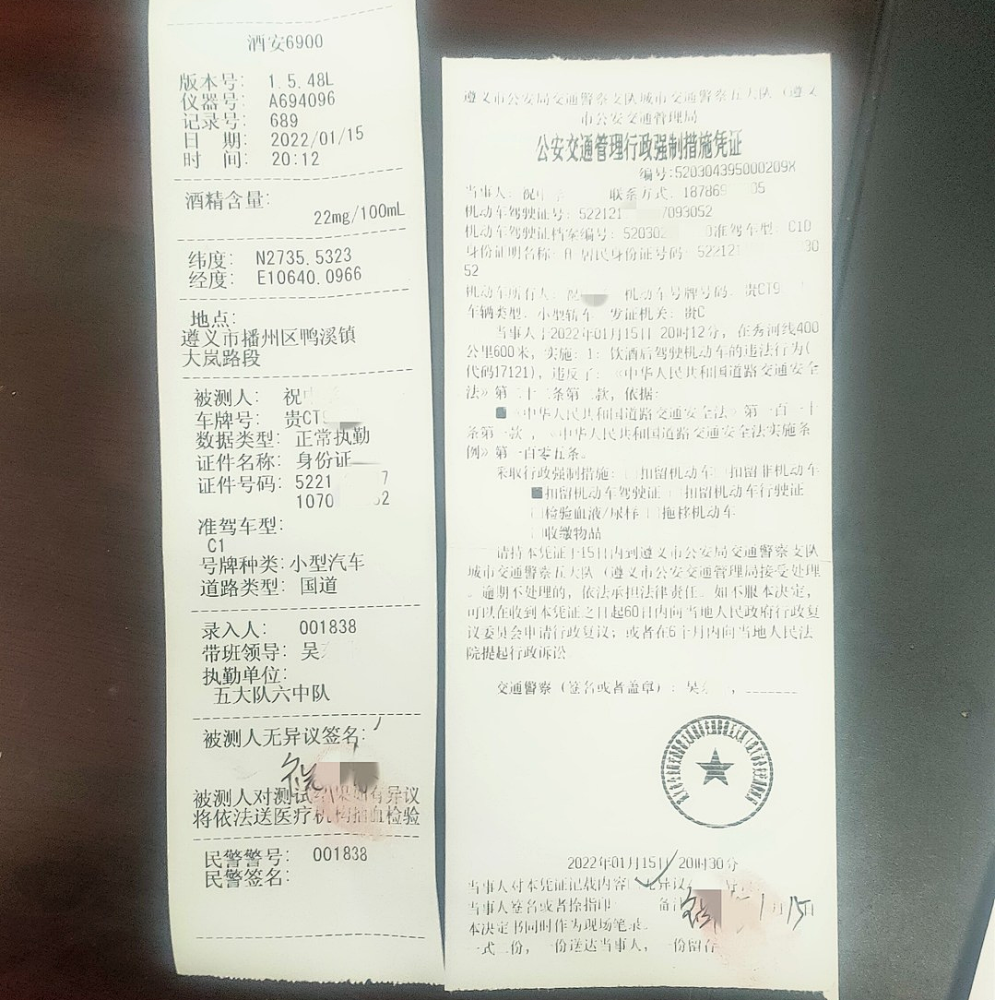 酒安6900
版本号: 1.5.48L
仪器号: A694096
记录号: 689
日 期: 2022/01/15
时 间: 20:12
酒精含量:
22mg/100mL
纬度: N2735.5323
经度: E10640.0966
地点:
遵义市播州区鸭溪镇
大岚路段
被测人: 祝
车牌号: 贵CT
数据类型: 正常执勤
证件名称: 身份证
证件号码: 5221 7
1070 2
准驾车型:
C1
号牌种类: 小型汽车
道路类型: 国道
录入人: 001838
带班领导: 吴
执勤单位:
五大队六中队
被测人无异议签名:
祝
被测人对测试结果如有异议
将依法送医疗机构抽血检验
民警警号: 001838
民警签名:
遵义市公安局交通警察支队城市交通警察五大队（遵义
市公安交通管理局
公安交通管理行政强制措施凭证
编号:520304395000209X
当事人: 祝 联系方式: 187869 05
机动车驾驶证号: 522121 /093052
机动车驾驶证档案编号: 52030 0准驾车型: C1D
身份证明名称: 居民身份证号码: 52212 30
52
机动车所有人: 祝 机动车号牌号码: 贵CT9
车辆类型: 小型轿车 发证机关: 贵C
当事人于2022年01月15日 20时12分, 在秀河线400
公里600米, 实施: 1: 饮酒后驾驶机动车的违法行为(
代码17121), 违反了: 《中华人民共和国道路交通安全
法》第二十二条第二款, 依据:
■《中华人民共和国道路交通安全法》第一百一十
条第一款, 《中华人民共和国道路交通安全法实施条
例》第一百零五条。
采取行政强制措施: □扣留机动车□扣留非机动车
■扣留机动车驾驶证 □扣留机动车行驶证
□检验血液/尿样 □拖移机动车
□收缴物品
请持本凭证于15日内到遵义市公安局交通警察支队
城市交通警察五大队（遵义市公安交通管理局接受处理
。逾期不处理的, 依法承担法律责任。如不服本决定,
可以在收到本凭证之日起60日内向当地人民政府行政复
议委员会申请行政复议; 或者在6个月内向当地人民法
院提起行政诉讼
交通警察（签名或者盖章）: 吴 , ______
2022年01月15日 20时30分
当事人对本凭证记载内容: 无异议
当事人签名或者捺指印: 备注
祝 1月15日
本决定书同时作为现场笔录。
一式二份, 一份送达当事人, 一份留存